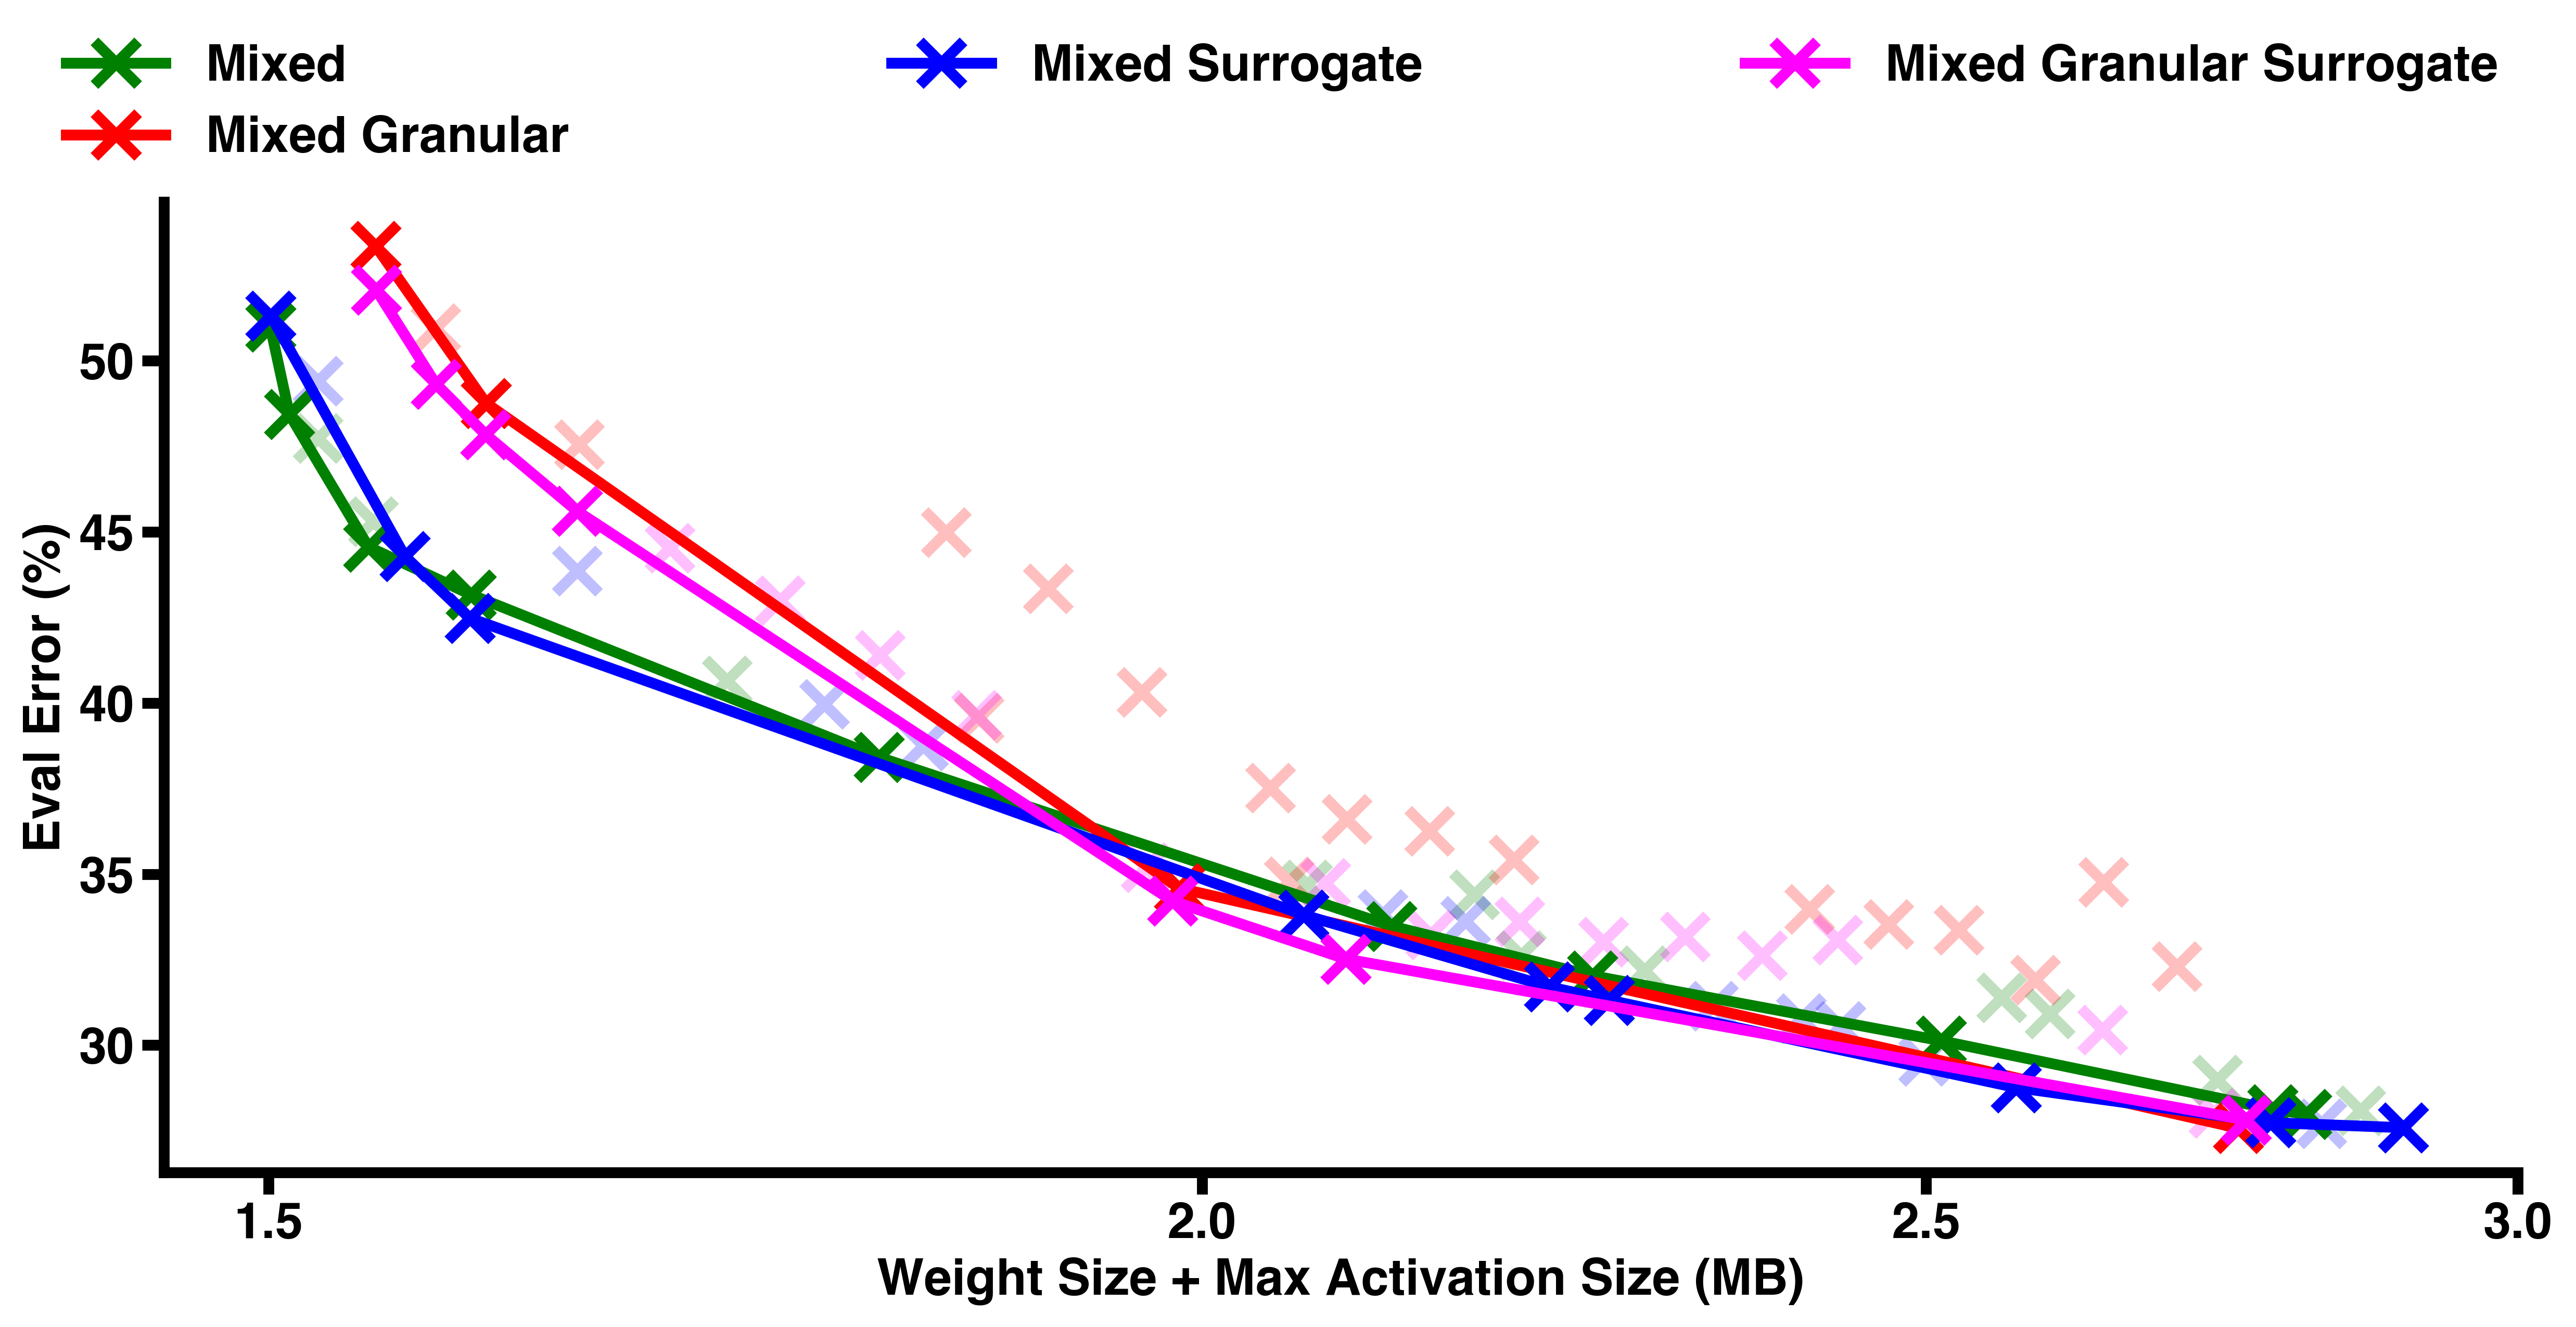 Mixed
Mixed Surrogate
Mixed Granular Surrogate
Mixed Granular
50
45
40
35
30
Eval Error (%)
1.5
2.0
2.5
3.0
Weight Size + Max Activation Size (MB)